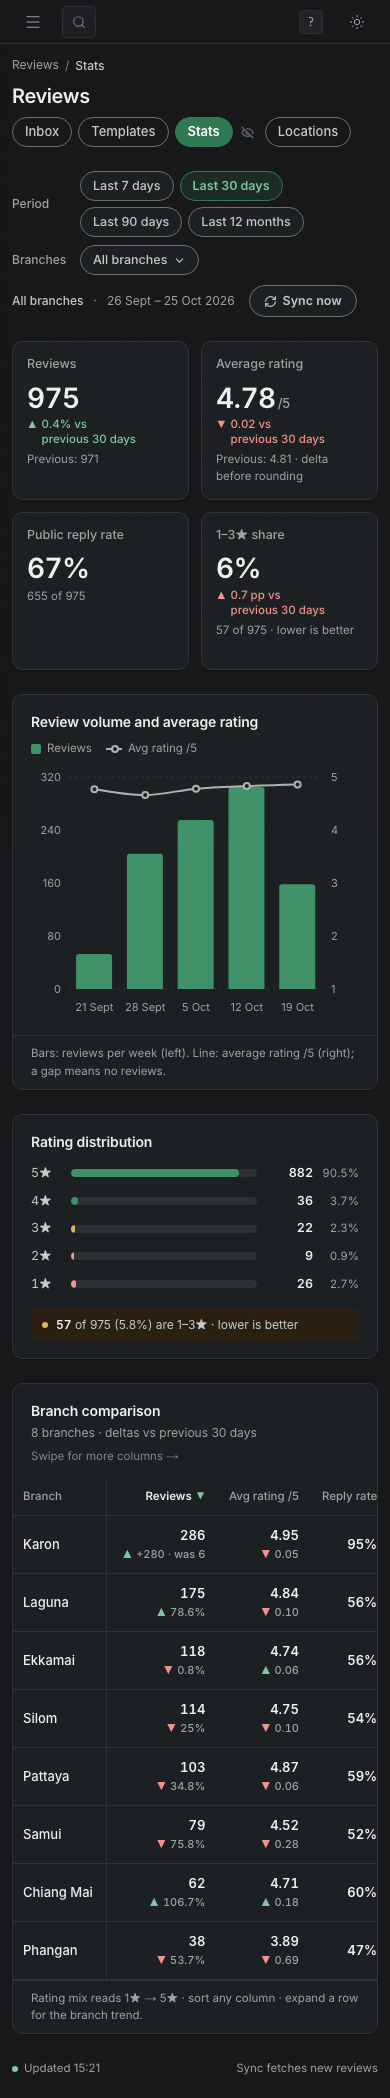 ?
Reviews / Stats
Reviews
Inbox
Templates
Stats
Locations
Period
Last 7 days
Last 30 days
Last 90 days
Last 12 months
Branches
All branches
All branches · 26 Sept – 25 Oct 2026
Sync now
Reviews
975
▲ 0.4% vs
previous 30 days
Previous: 971
Average rating
4.78 /5
▼ 0.02 vs
previous 30 days
Previous: 4.81 · delta
before rounding
Public reply rate
67%
655 of 975
1–3★ share
6%
▲ 0.7 pp vs
previous 30 days
57 of 975 · lower is better
Review volume and average rating
Reviews
Avg rating /5
320 5
240 4
160 3
80 2
0 1
21 Sept 28 Sept 5 Oct 12 Oct 19 Oct
Bars: reviews per week (left). Line: average rating /5 (right);
a gap means no reviews.
Rating distribution
5★ 882 90.5%
4★ 36 3.7%
3★ 22 2.3%
2★ 9 0.9%
1★ 26 2.7%
57 of 975 (5.8%) are 1–3★ · lower is better
Branch comparison
8 branches · deltas vs previous 30 days
Swipe for more columns →
Branch Reviews ▼ Avg rating /5 Reply rate
Karon 286 4.95 95%
▲ +280 · was 6 ▼ 0.05
Laguna 175 4.84 56%
▲ 78.6% ▼ 0.10
Ekkamai 118 4.74 56%
▼ 0.8% ▲ 0.06
Silom 114 4.75 54%
▼ 25% ▼ 0.10
Pattaya 103 4.87 59%
▼ 34.8% ▼ 0.06
Samui 79 4.52 52%
▼ 75.8% ▼ 0.28
Chiang Mai 62 4.71 60%
▲ 106.7% ▲ 0.18
Phangan 38 3.89 47%
▼ 53.7% ▼ 0.69
Rating mix reads 1★ → 5★ · sort any column · expand a row
for the branch trend.
Updated 15:21
Sync fetches new reviews